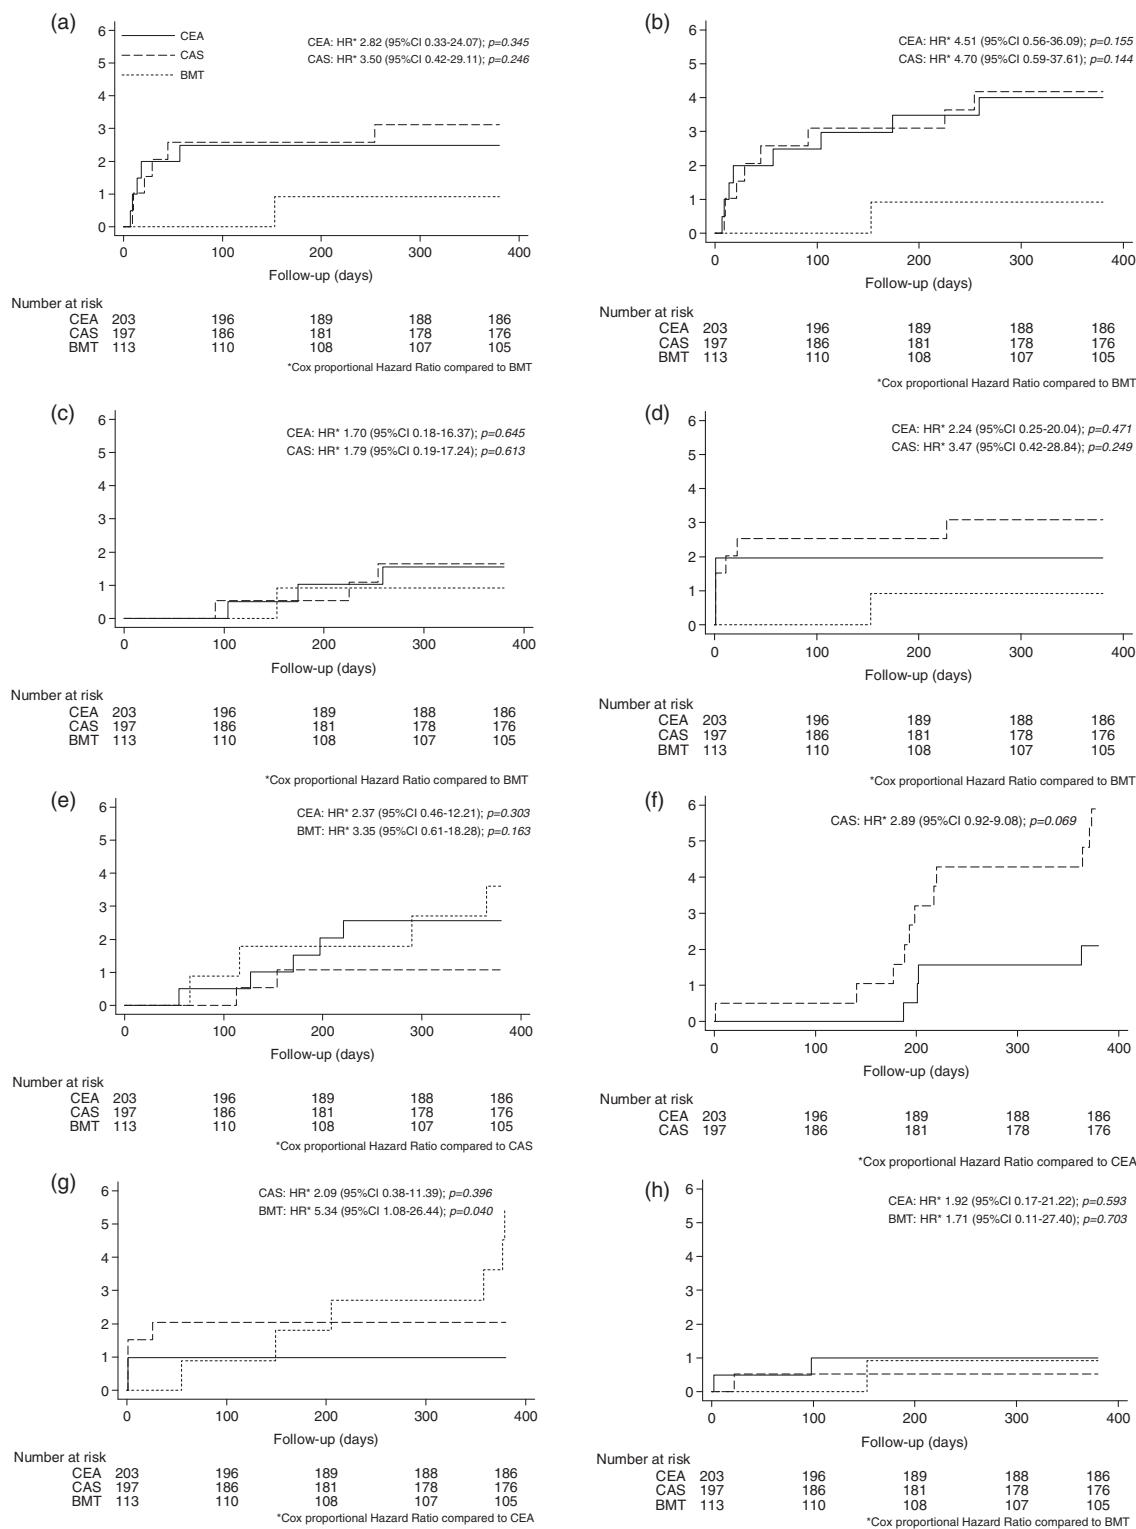 (a)
6
5
4
3
2
1
0
CEA
CAS
BMT
CEA: HR* 2.82 (95%CI 0.33-24.07); p=0.345
CAS: HR* 3.50 (95%CI 0.42-29.11); p=0.246
0 100 200 300 400
Follow-up (days)
Number at risk
CEA 203 196 189 188 186
CAS 197 186 181 178 176
BMT 113 110 108 107 105
*Cox proportional Hazard Ratio compared to BMT
(b)
6
5
4
3
2
1
0
CEA: HR* 4.51 (95%CI 0.56-36.09); p=0.155
CAS: HR* 4.70 (95%CI 0.59-37.61); p=0.144
0 100 200 300 400
Follow-up (days)
Number at risk
CEA 203 196 189 188 186
CAS 197 186 181 178 176
BMT 113 110 108 107 105
*Cox proportional Hazard Ratio compared to BMT
(c)
6
5
4
3
2
1
0
CEA: HR* 1.70 (95%CI 0.18-16.37); p=0.645
CAS: HR* 1.79 (95%CI 0.19-17.24); p=0.613
0 100 200 300 400
Follow-up (days)
Number at risk
CEA 203 196 189 188 186
CAS 197 186 181 178 176
BMT 113 110 108 107 105
*Cox proportional Hazard Ratio compared to BMT
(d)
6
5
4
3
2
1
0
CEA: HR* 2.24 (95%CI 0.25-20.04); p=0.471
CAS: HR* 3.47 (95%CI 0.42-28.84); p=0.249
0 100 200 300 400
Follow-up (days)
Number at risk
CEA 203 196 189 188 186
CAS 197 186 181 178 176
BMT 113 110 108 107 105
*Cox proportional Hazard Ratio compared to BMT
(e)
6
5
4
3
2
1
0
CEA: HR* 2.37 (95%CI 0.46-12.21); p=0.303
BMT: HR* 3.35 (95%CI 0.61-18.28); p=0.163
0 100 200 300 400
Follow-up (days)
Number at risk
CEA 203 196 189 188 186
CAS 197 186 181 178 176
BMT 113 110 108 107 105
*Cox proportional Hazard Ratio compared to CAS
(f)
6
5
4
3
2
1
0
CAS: HR* 2.89 (95%CI 0.92-9.08); p=0.069
0 100 200 300 400
Follow-up (days)
Number at risk
CEA 203 196 189 188 186
CAS 197 186 181 178 176
*Cox proportional Hazard Ratio compared to CEA
(g)
6
5
4
3
2
1
0
CAS: HR* 2.09 (95%CI 0.38-11.39); p=0.396
BMT: HR* 5.34 (95%CI 1.08-26.44); p=0.040
0 100 200 300 400
Follow-up (days)
Number at risk
CEA 203 196 189 188 186
CAS 197 186 181 178 176
BMT 113 110 108 107 105
*Cox proportional Hazard Ratio compared to CEA
(h)
6
5
4
3
2
1
0
CEA: HR* 1.92 (95%CI 0.17-21.22); p=0.593
BMT: HR* 1.71 (95%CI 0.11-27.40); p=0.703
0 100 200 300 400
Follow-up (days)
Number at risk
CEA 203 196 189 188 186
CAS 197 186 181 178 176
BMT 113 110 108 107 105
*Cox proportional Hazard Ratio compared to BMT